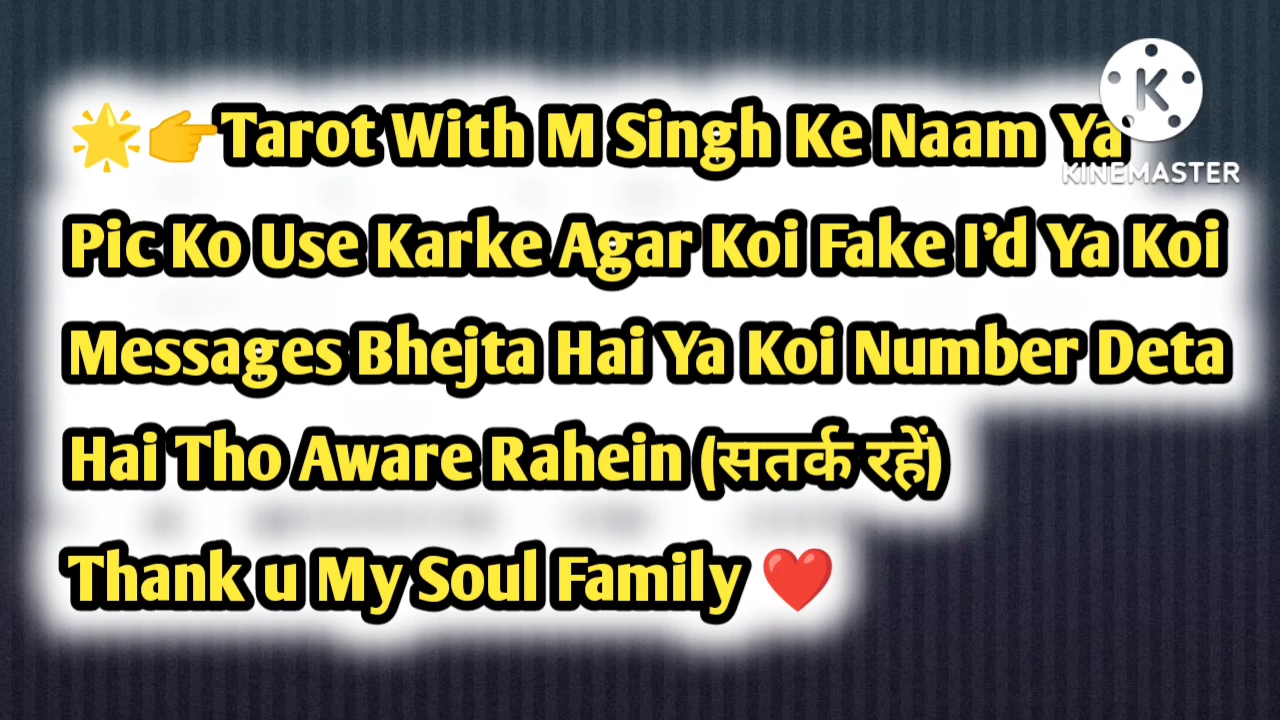 🌟👉Tarot With M Singh Ke Naam Ya
Pic Ko Use Karke Agar Koi Fake I'd Ya Koi
Messages Bhejta Hai Ya Koi Number Deta
Hai Tho Aware Rahein (सतर्क रहें)
Thank u My Soul Family ❤️
K
KINEMASTER